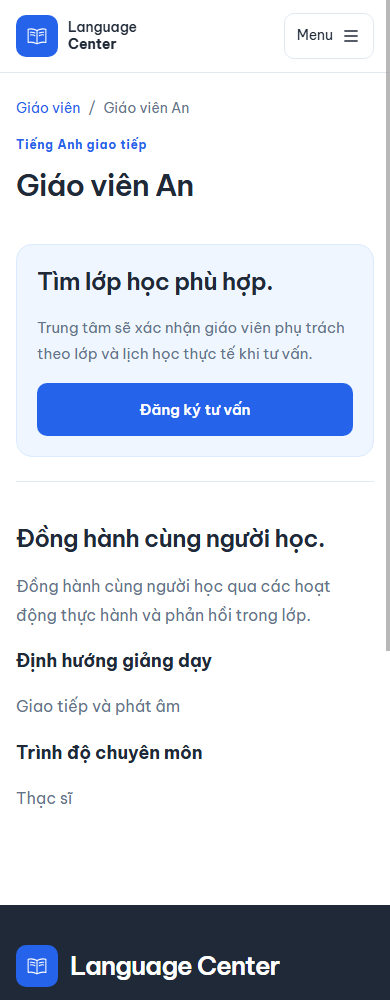 Language
Center
Menu
Giáo viên / Giáo viên An
Tiếng Anh giao tiếp
Giáo viên An
Tìm lớp học phù hợp.
Trung tâm sẽ xác nhận giáo viên phụ trách
theo lớp và lịch học thực tế khi tư vấn.
Đăng ký tư vấn
Đồng hành cùng người học.
Đồng hành cùng người học qua các hoạt
động thực hành và phản hồi trong lớp.
Định hướng giảng dạy
Giao tiếp và phát âm
Trình độ chuyên môn
Thạc sĩ
Language Center